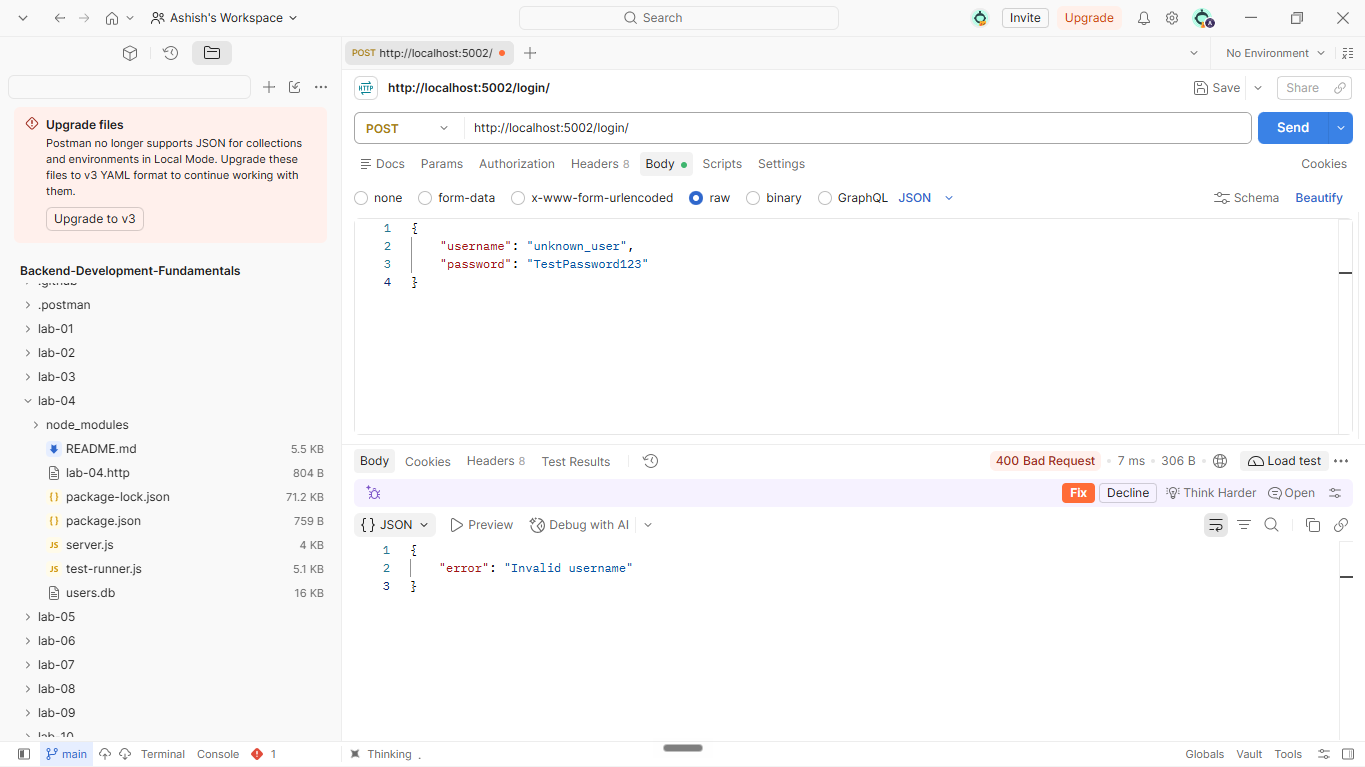 Ashish's Workspace
Search
Invite
Upgrade
POST http://localhost:5002/
No Environment
HTTP http://localhost:5002/login/
Save
Share
Upgrade files
Postman no longer supports JSON for collections
and environments in Local Mode. Upgrade these
files to v3 YAML format to continue working with
them.
Upgrade to v3
POST http://localhost:5002/login/
Send
Docs Params Authorization Headers 8 Body Scripts Settings Cookies
none form-data x-www-form-urlencoded raw binary GraphQL JSON Schema Beautify
1 {
2 "username": "unknown_user",
3 "password": "TestPassword123"
4 }
Backend-Development-Fundamentals
.github
.postman
lab-01
lab-02
lab-03
lab-04
node_modules
README.md 5.5 KB
lab-04.http 804 B
{} package-lock.json 71.2 KB
{} package.json 759 B
JS server.js 4 KB
JS test-runner.js 5.1 KB
users.db 16 KB
lab-05
lab-06
lab-07
lab-08
lab-09
lab-10
Body Cookies Headers 8 Test Results
400 Bad Request • 7 ms • 306 B • Load test
Fix Decline Think Harder Open
{} JSON Preview Debug with AI
1 {
2 "error": "Invalid username"
3 }
main Terminal Console 1
Thinking .
Globals Vault Tools